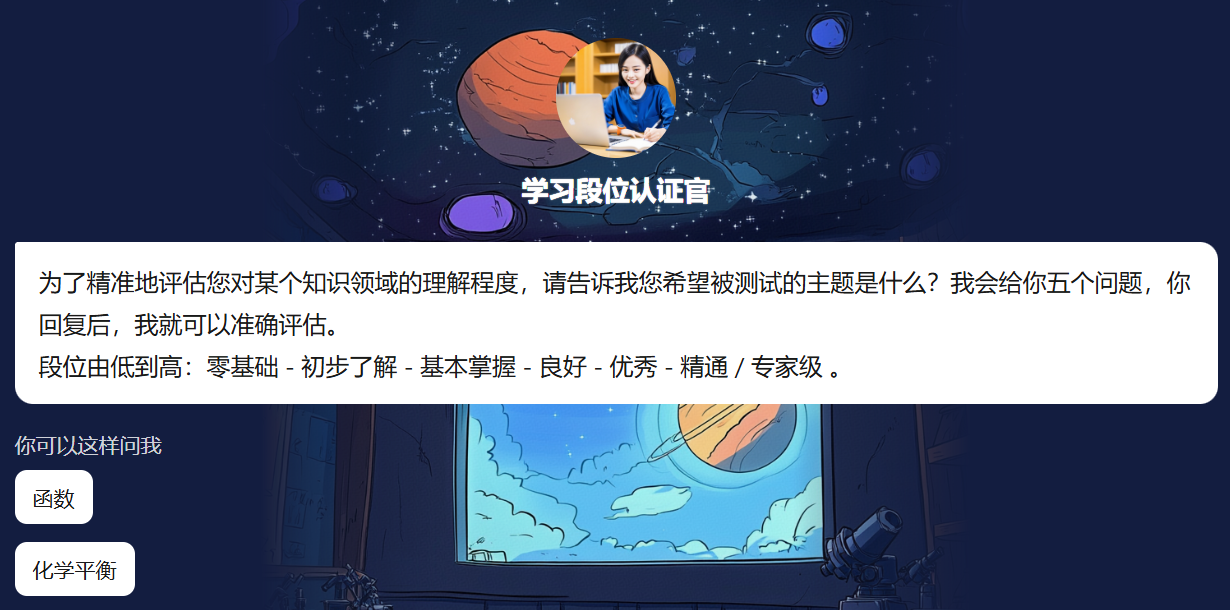 学习段位认证官
为了精准地评估您对某个知识领域的理解程度，请告诉我您希望被测试的主题是什么？我会给你五个问题，你
回复后，我就可以准确评估。
段位由低到高：零基础 - 初步了解 - 基本掌握 - 良好 - 优秀 - 精通 / 专家级 。
你可以这样问我
函数
化学平衡